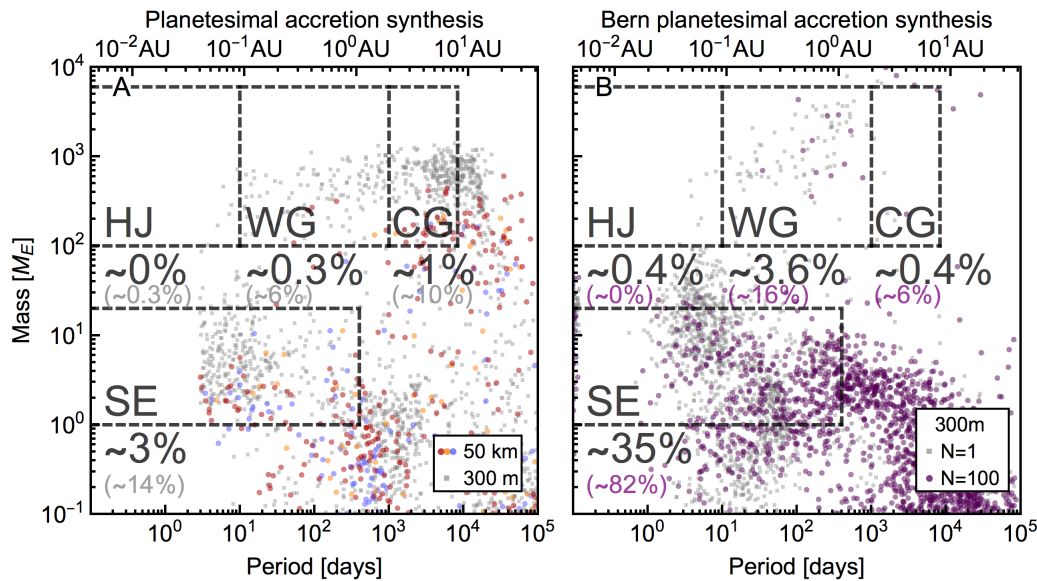 Planetesimal accretion synthesis
10⁻²AU 10⁻¹AU 10⁰AU 10¹AU
A
HJ WG CG
~0% ~0.3% ~1%
(~0.3%) (~6%) (~10%)
SE
~3%
(~14%)
50 km
300 m
10⁴
10³
10²
10¹
10⁰
10⁻¹
Mass [M_E]
10⁰ 10¹ 10² 10³ 10⁴ 10⁵
Period [days]
Bern planetesimal accretion synthesis
10⁻²AU 10⁻¹AU 10⁰AU 10¹AU
B
HJ WG CG
~0.4% ~3.6% ~0.4%
(~0%) (~16%) (~6%)
SE
~35%
(~82%)
300m
N=1
N=100
10⁰ 10¹ 10² 10³ 10⁴ 10⁵
Period [days]